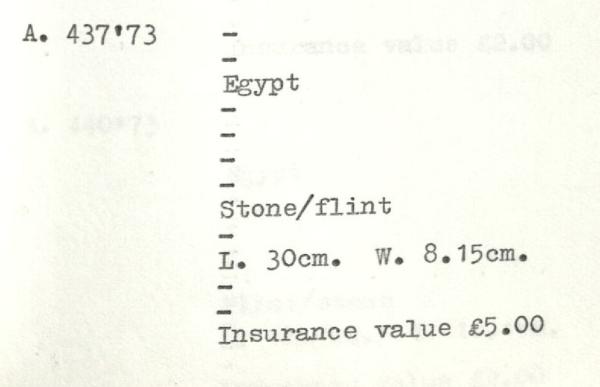 A. 437'73 -
-
Egypt
-
-
-
-
Stone/flint
-
L. 30cm. W. 8.15cm.
-
-
Insurance value £5.00